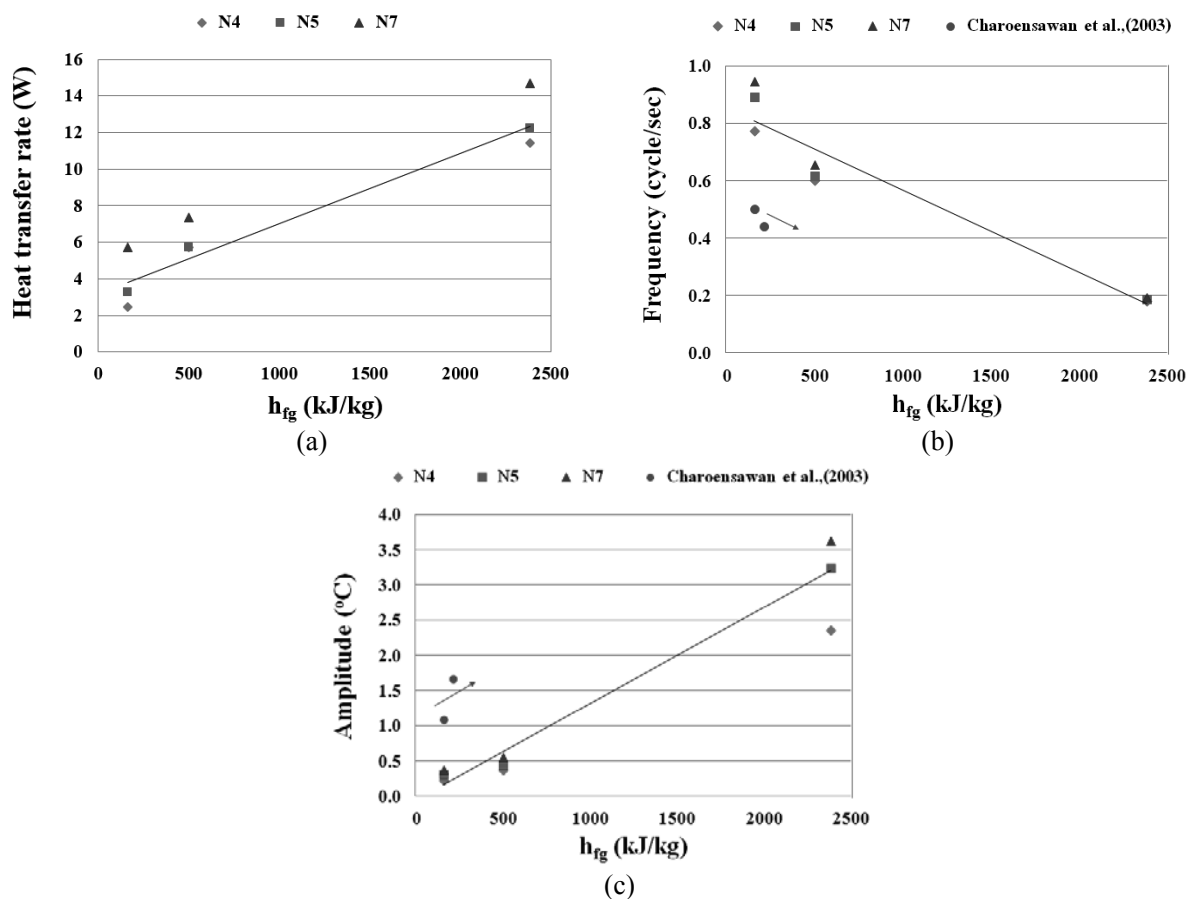 N4 N5 N7
Heat transfer rate (W)
16
14
12
10
8
6
4
2
0
0 500 1000 1500 2000 2500
hfg (kJ/kg)
(a)
N4 N5 N7 Charoensawan et al.,(2003)
Frequency (cycle/sec)
1.0
0.8
0.6
0.4
0.2
0.0
0 500 1000 1500 2000 2500
hfg (kJ/kg)
(b)
N4 N5 N7 Charoensawan et al.,(2003)
Amplitude (°C)
4.0
3.5
3.0
2.5
2.0
1.5
1.0
0.5
0.0
0 500 1000 1500 2000 2500
hfg (kJ/kg)
(c)